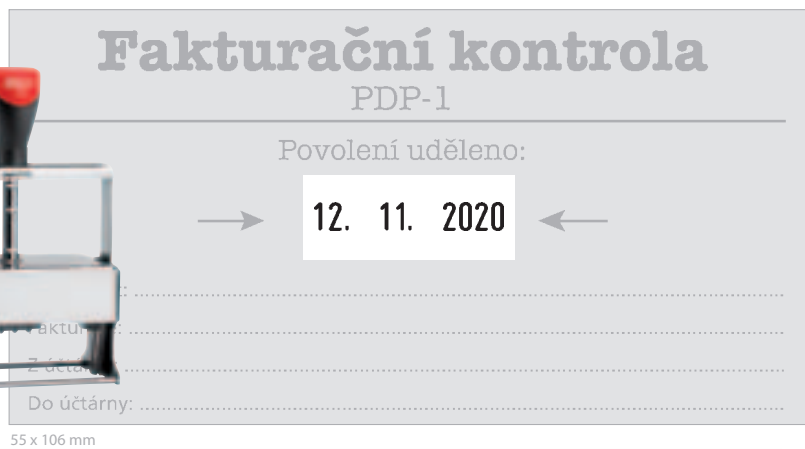 Fakturační kontrola
PDP-1
Povolení uděleno:
12. 11. 2020
Do účtárny:
55 x 106 mm